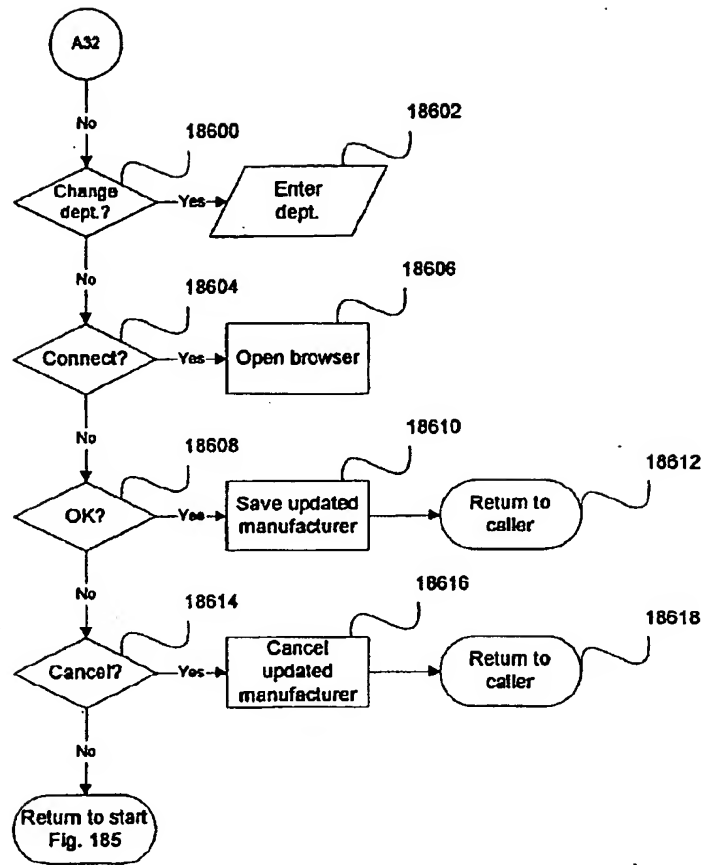 A32
No
18600
18602
Change
dept.?
Yes
Enter
dept.
No
18604
18606
Connect?
Yes
Open browser
No
18608
18610
18612
OK?
Yes
Save updated
manufacturer
Return to
caller
No
18614
18616
18618
Cancel?
Yes
Cancel
updated
manufacturer
Return to
caller
No
Return to start
Fig. 185